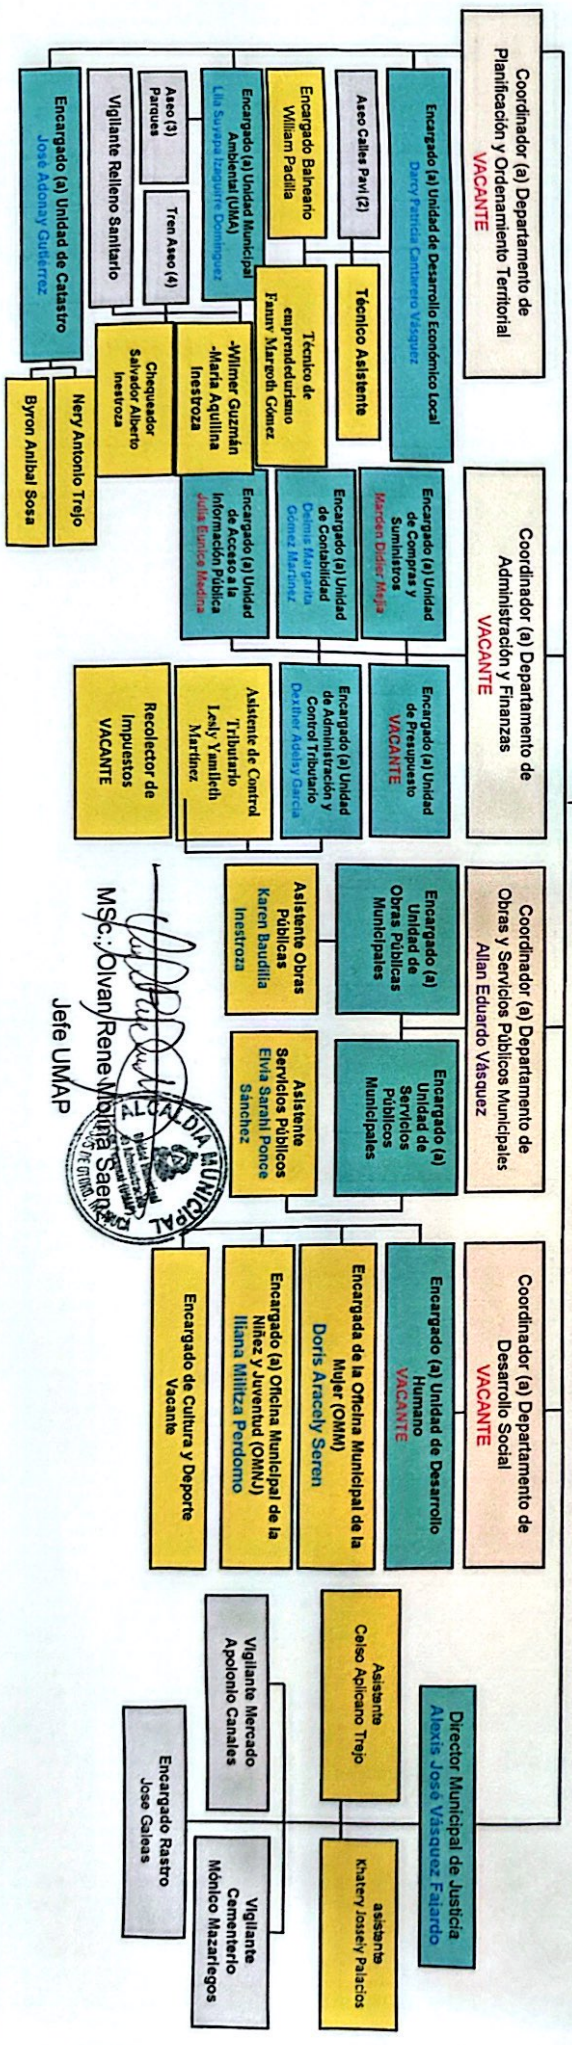 Coordinador (a) Departamento de
Planificación y Ordenamiento Territorial
VACANTE
Encargado (a) Unidad de Desarrollo Económico Local
Darcy Patricia Cantarero Vásquez
Aseo Calles Pavi (2)
Técnico Asistente
Encargado Balneario
William Padilla
Técnico de
emprendedurismo
Fanny Margoth Gómez
Encargado (a) Unidad Municipal
Ambiental (UMA)
Lilia Suyapa Izaguirre Domínguez
Aseo (3)
Parques
Tren Aseo (4)
-Wilmer Guzmán
-María Aquilina
Inestroza
Vigilante Relleno Sanitario
Chequeador
Salvador Alberto
Inestroza
Encargado (a) Unidad de Catastro
José Adonay Gutiérrez
Nery Antonio Trejo
Byron Anibal Sosa
Coordinador (a) Departamento de
Administración y Finanzas
VACANTE
Encargado (a) Unidad
de Compras y
Suministros
Marden Didier Mejía
Encargado (a) Unidad
de Contabilidad
Deimis Margarita
Gómez Martínez
Encargado (a) Unidad
de Acceso a la
Información Pública
Julia Eunice Medina
Encargado (a) Unidad
de Presupuesto
VACANTE
Encargado (a) Unidad
de Administración y
Control Tributario
Dexther Adelsy García
Asistente de Control
Tributario
Lesly Yamileth
Martínez
Recolector de
Impuestos
VACANTE
Coordinador (a) Departamento de
Obras y Servicios Públicos Municipales
Allan Eduardo Vásquez
Encargado (a)
Unidad de
Obras Públicas
Municipales
Encargado (a)
Unidad de
Servicios
Públicos
Municipales
Asistente Obras
Públicas
Karen Baudilia
Inestroza
Asistente
Servicios Públicos
Elvia Sarahí Ponce
Sánchez
MSc. Olvan Rene Molina Saenz
Jefe UMAP
ALCALDIA MUNICIPAL
Coordinador (a) Departamento de
Desarrollo Social
VACANTE
Encargado (a) Unidad de Desarrollo
Humano
VACANTE
Encargada de la Oficina Municipal de la
Mujer (OMM)
Doris Aracely Seren
Encargado (a) Oficina Municipal de la
Niñez y Juventud (OMNJ)
Iliana Militza Perdomo
Encargado de Cultura y Deporte
Vacante
Director Municipal de Justicia
Alexis José Vásquez Fajardo
Asistente
Celso Aplicano Trejo
asistente
Khatery Jossely Palacios
Vigilante Mercado
Apolonio Canales
Vigilante
Cementerio
Mónico Mazariegos
Encargado Rastro
Jose Galeas